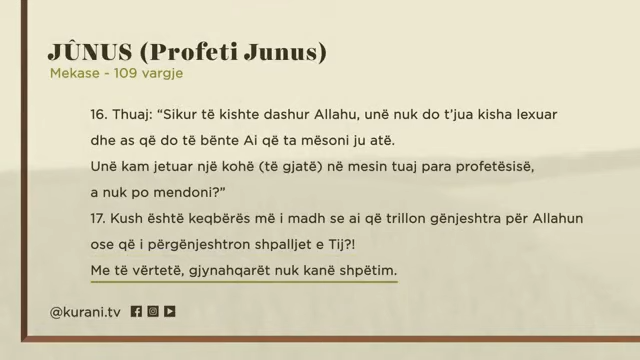 JÛNUS (Profeti Junus)
Mekase - 109 vargje
16. Thuaj: “Sikur të kishte dashur Allahu, unë nuk do t’jua kisha lexuar
dhe as që do të bënte Ai që ta mësoni ju atë.
Unë kam jetuar një kohë (të gjatë) në mesin tuaj para profetësisë,
a nuk po mendoni?”
17. Kush është keqbërës më i madh se ai që trillon gënjeshtra për Allahun
ose që i përgënjeshtron shpalljet e Tij?!
Me të vërtetë, gjynahqarët nuk kanë shpëtim.
@kurani.tv